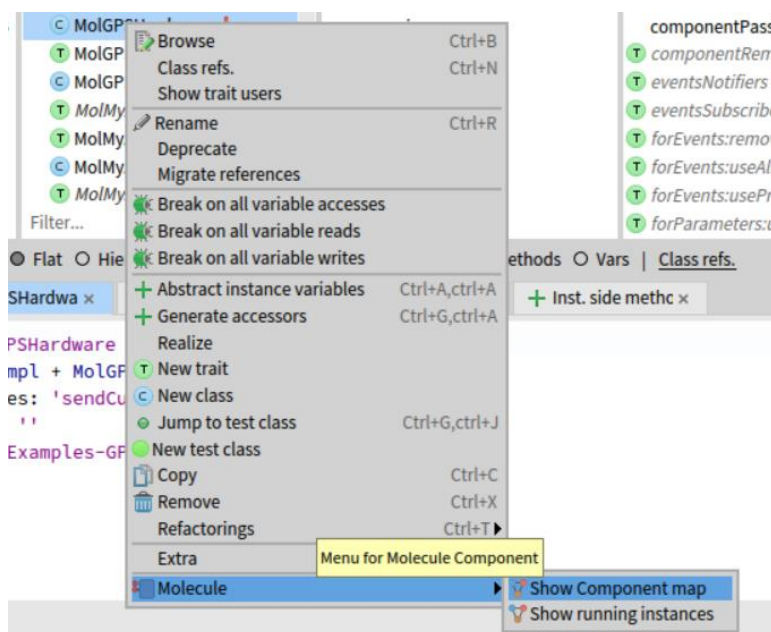 MolGPSHardware
MolGP
MolGP
MolMy
MolMy
MolMy
MolMy
Filter...
Flat Hie
Browse Ctrl+B
Class refs. Ctrl+N
Show trait users
Rename Ctrl+R
Deprecate
Migrate references
Break on all variable accesses
Break on all variable reads
Break on all variable writes
Abstract instance variables Ctrl+A,ctrl+A
Generate accessors Ctrl+G,ctrl+A
Realize
New trait
New class
Jump to test class Ctrl+G,ctrl+J
New test class
Copy Ctrl+C
Remove Ctrl+X
Refactorings Ctrl+T
Extra
Menu for Molecule Component
Molecule
Show Component map
Show running instances
componentPass
componentRem
eventsNotifiers
eventsSubscribe
forEvents:remov
forEvents:useAl
forEvents:usePr
forParameters:u
ethods Vars | Class refs.
SHardwa ×
+ Inst. side methc ×
PSHardware
mpl + MolGP
es: 'sendCu
''
Examples-GP